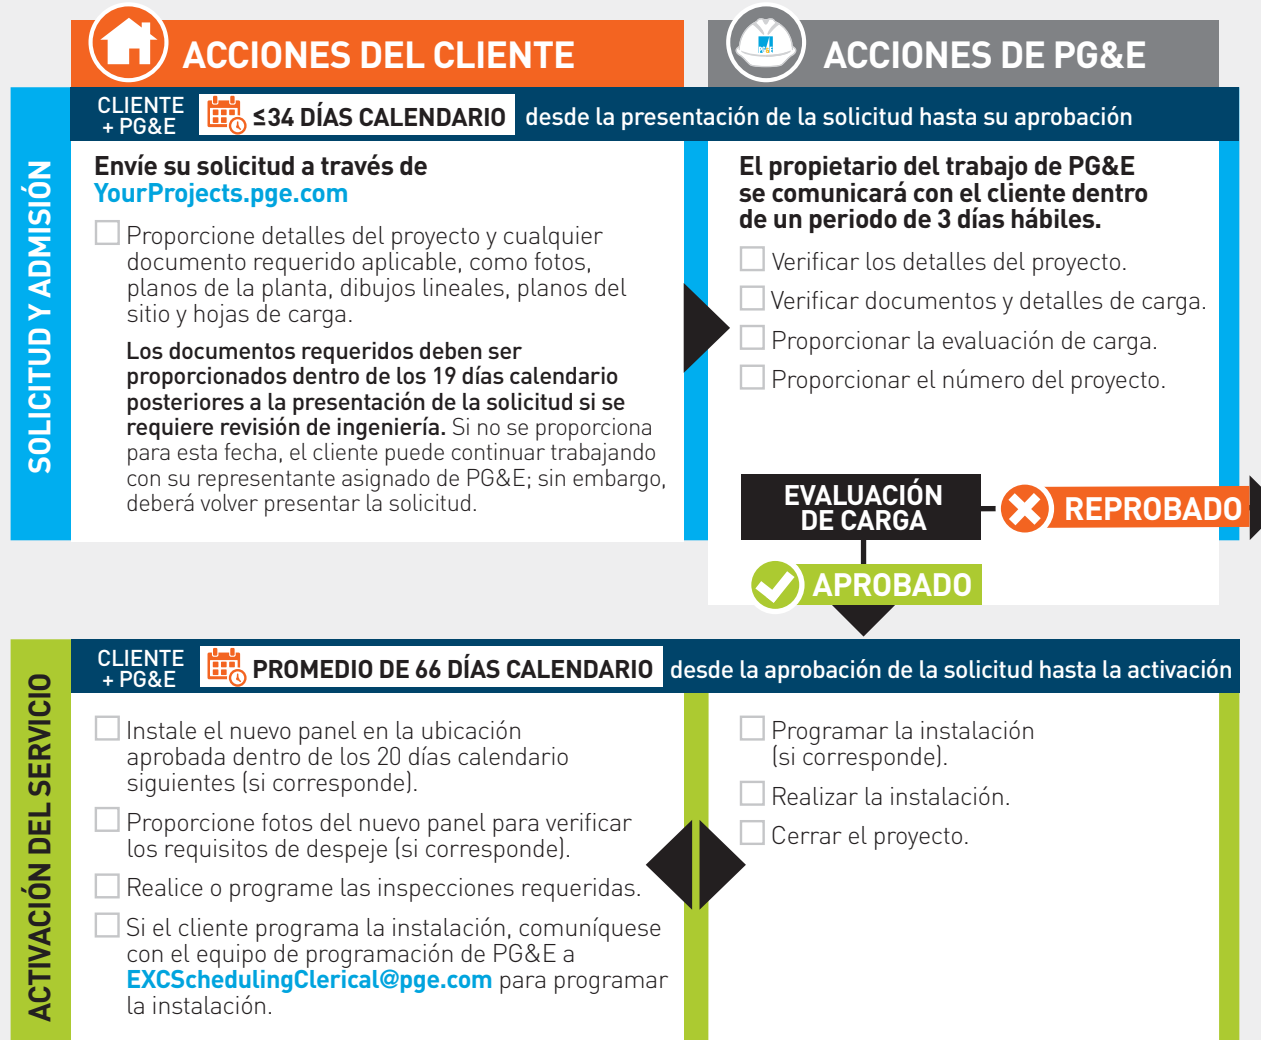 ACCIONES DEL CLIENTE
ACCIONES DE PG&E
PG&E
SOLICITUD Y ADMISIÓN
CLIENTE
+ PG&E
≤34 DÍAS CALENDARIO desde la presentación de la solicitud hasta su aprobación
Envíe su solicitud a través de
YourProjects.pge.com
Proporcione detalles del proyecto y cualquier
documento requerido aplicable, como fotos,
planos de la planta, dibujos lineales, planos del
sitio y hojas de carga.
Los documentos requeridos deben ser
proporcionados dentro de los 19 días calendario
posteriores a la presentación de la solicitud si se
requiere revisión de ingeniería. Si no se proporciona
para esta fecha, el cliente puede continuar trabajando
con su representante asignado de PG&E; sin embargo,
deberá volver presentar la solicitud.
El propietario del trabajo de PG&E
se comunicará con el cliente dentro
de un periodo de 3 días hábiles.
Verificar los detalles del proyecto.
Verificar documentos y detalles de carga.
Proporcionar la evaluación de carga.
Proporcionar el número del proyecto.
EVALUACIÓN
DE CARGA
REPROBADO
APROBADO
ACTIVACIÓN DEL SERVICIO
CLIENTE
+ PG&E
PROMEDIO DE 66 DÍAS CALENDARIO desde la aprobación de la solicitud hasta la activación
Instale el nuevo panel en la ubicación
aprobada dentro de los 20 días calendario
siguientes (si corresponde).
Proporcione fotos del nuevo panel para verificar
los requisitos de despeje (si corresponde).
Realice o programe las inspecciones requeridas.
Si el cliente programa la instalación, comuníquese
con el equipo de programación de PG&E a
EXCSchedulingClerical@pge.com para programar
la instalación.
Programar la instalación
(si corresponde).
Realizar la instalación.
Cerrar el proyecto.